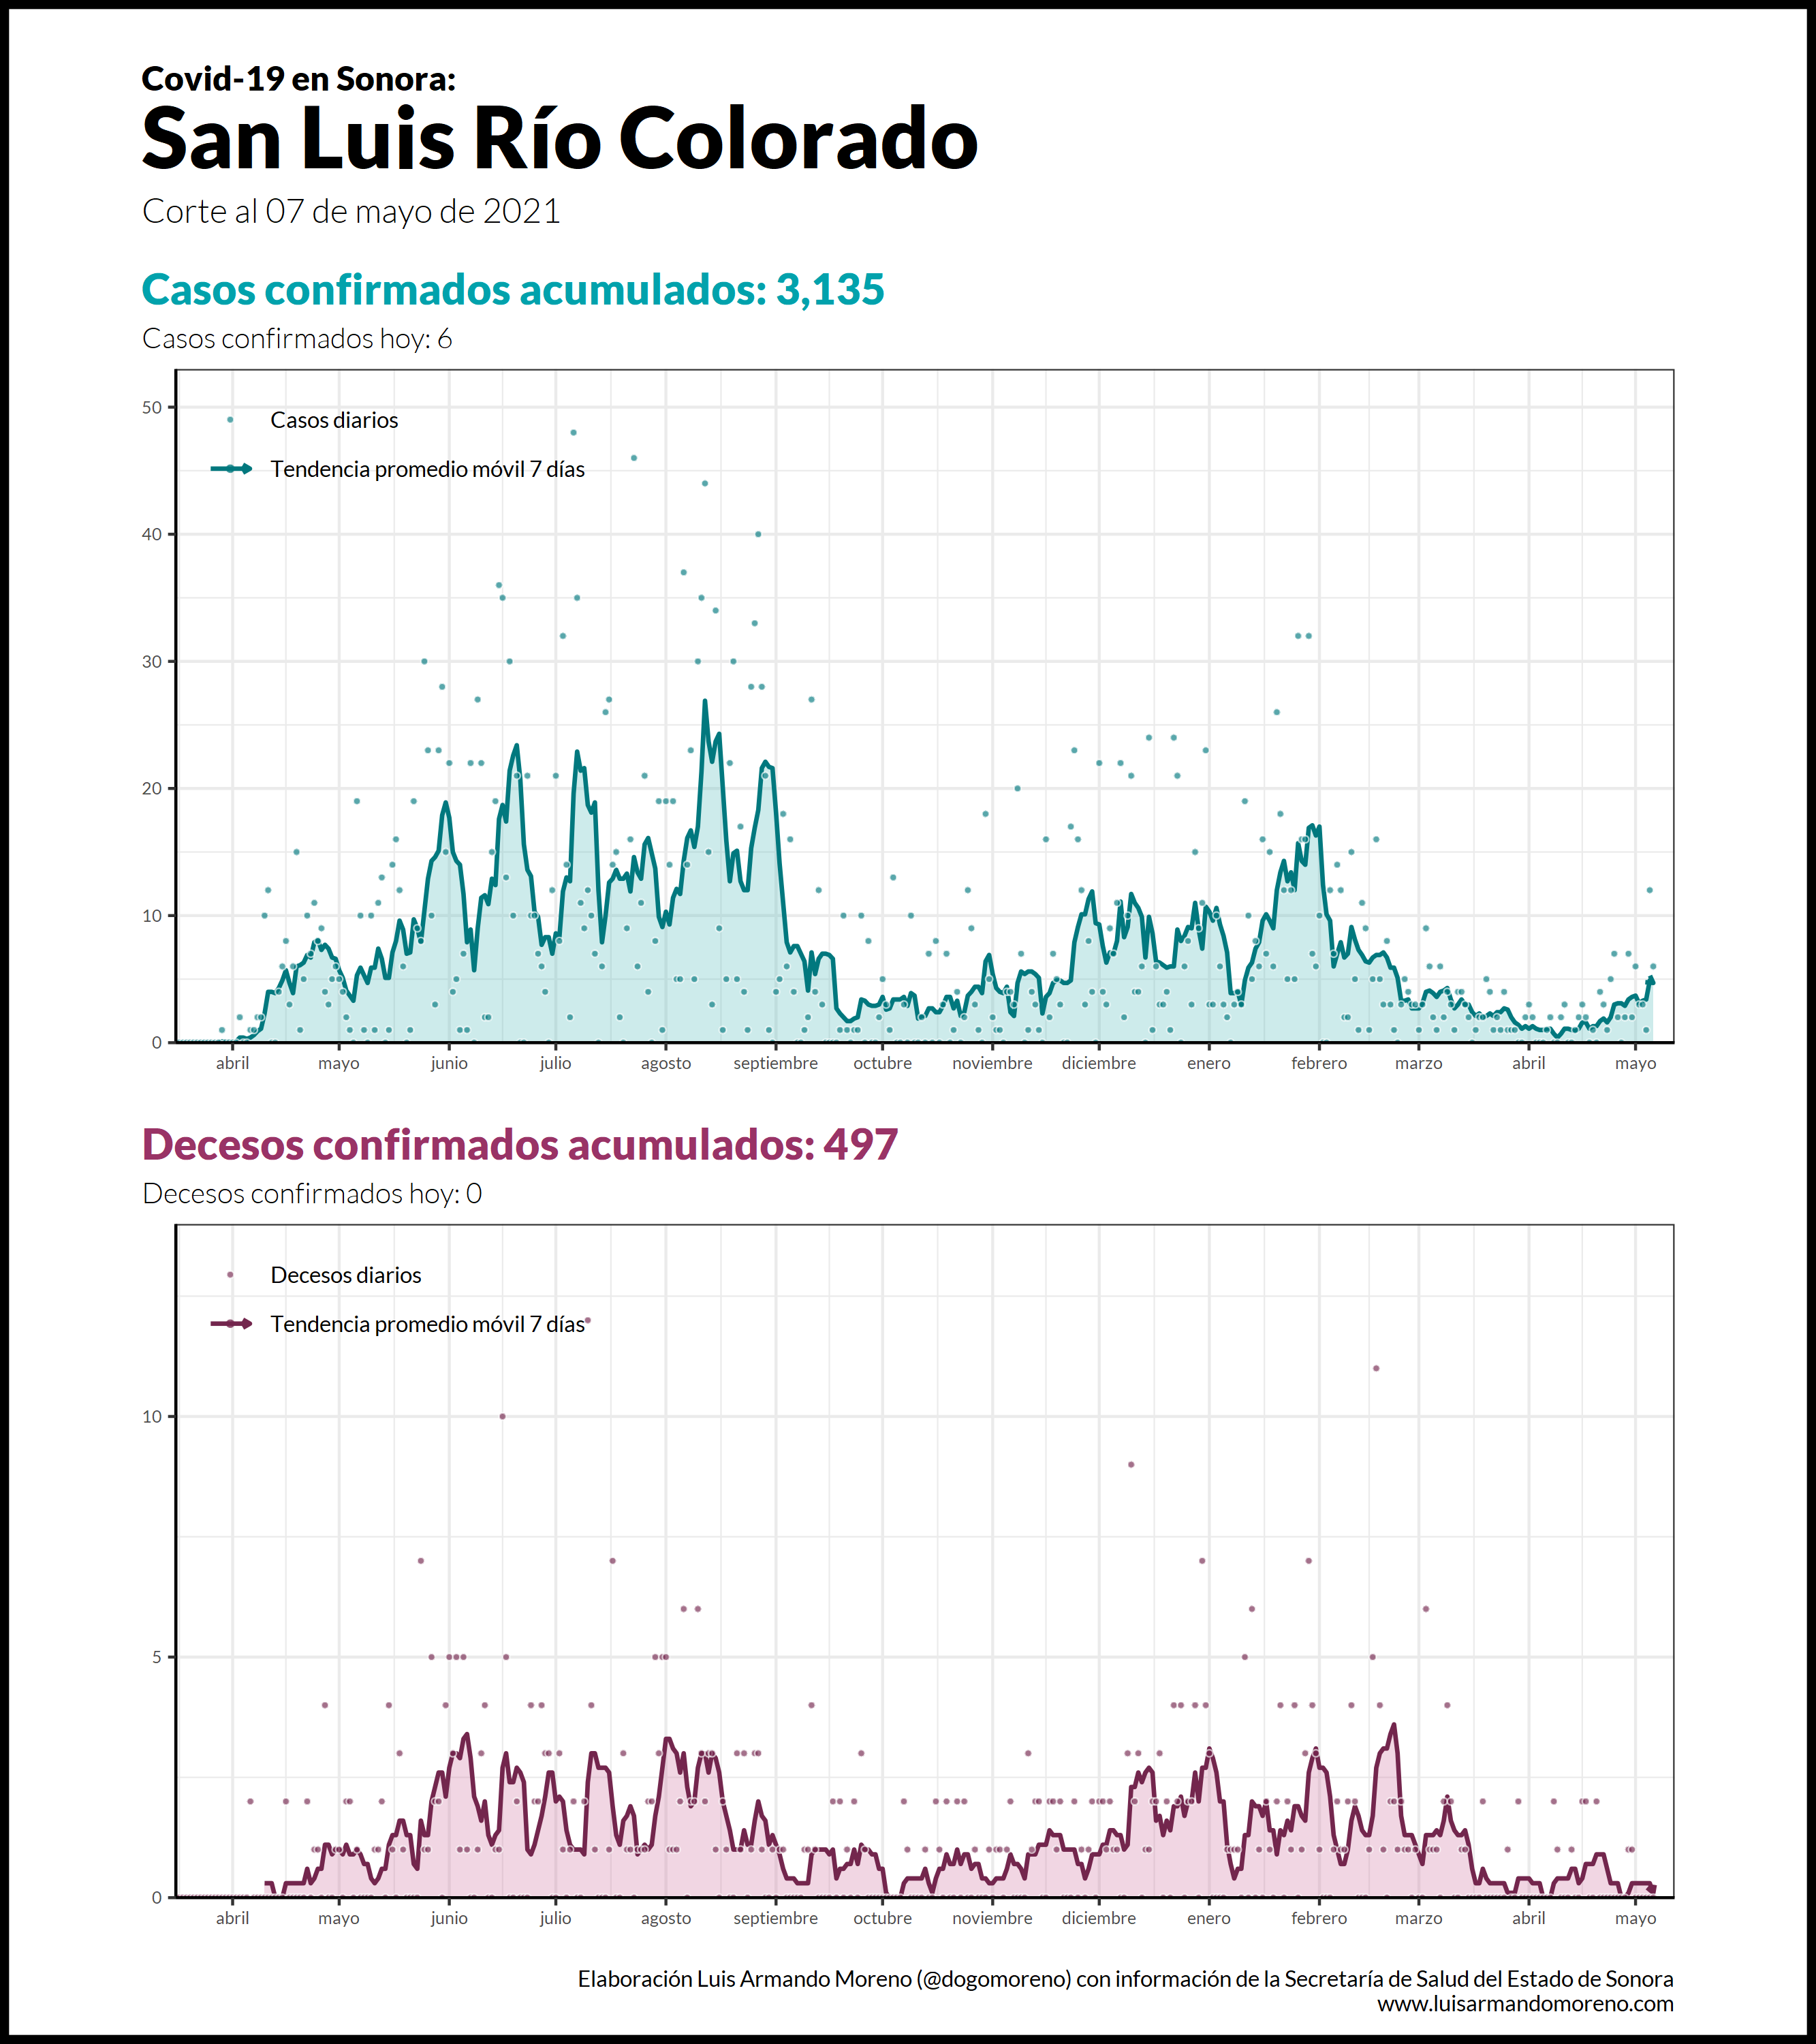 Covid-19 en Sonora:
San Luis Río Colorado
Corte al 07 de mayo de 2021
Casos confirmados acumulados: 3,135
Casos confirmados hoy: 6
50
40
30
20
10
0
Casos diarios
Tendencia promedio móvil 7 días
abril mayo junio julio agosto septiembre octubre noviembre diciembre enero febrero marzo abril mayo
Decesos confirmados acumulados: 497
Decesos confirmados hoy: 0
10
5
0
Decesos diarios
Tendencia promedio móvil 7 días
abril mayo junio julio agosto septiembre octubre noviembre diciembre enero febrero marzo abril mayo
Elaboración Luis Armando Moreno (@dogomoreno) con información de la Secretaría de Salud del Estado de Sonora
www.luisarmandomoreno.com